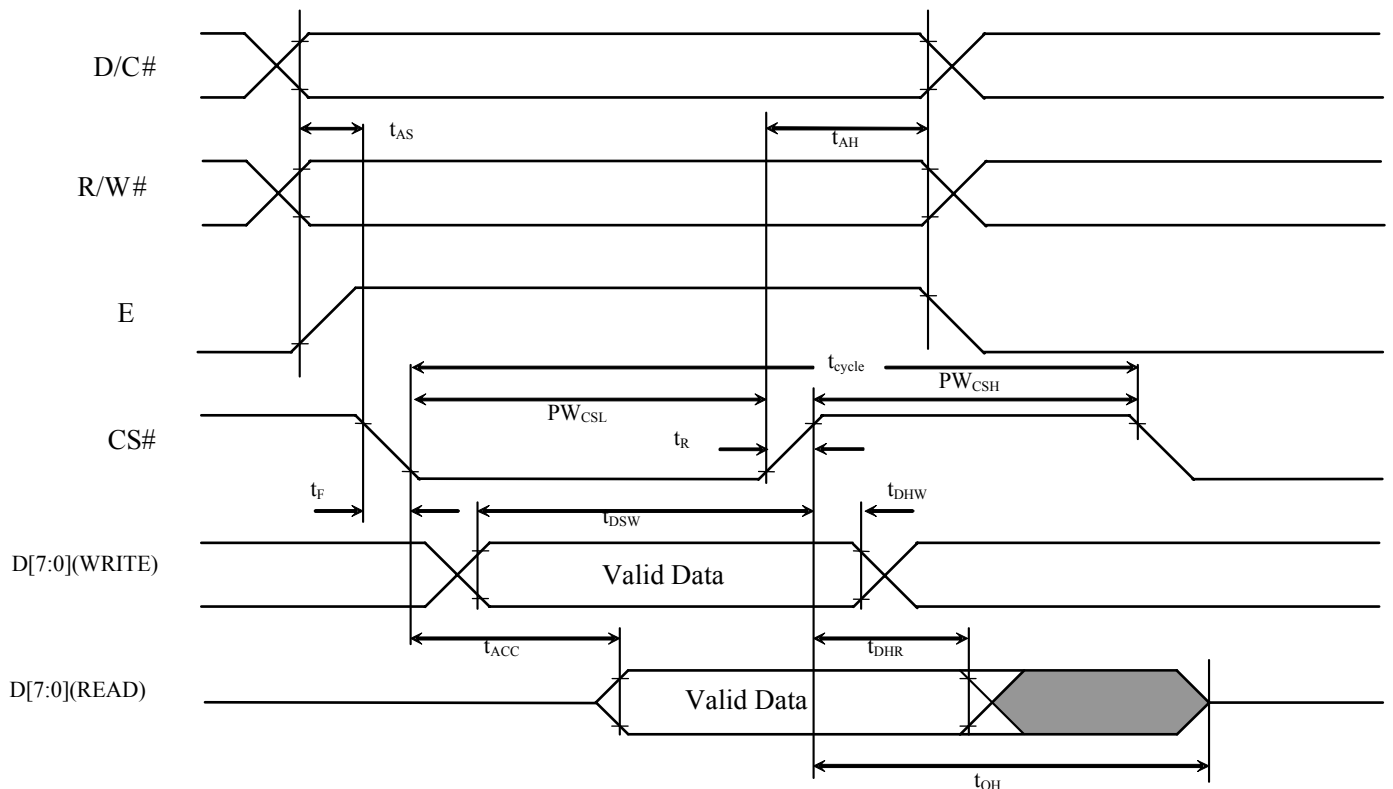 D/C#
tAS
tAH
R/W#
E
tcycle
PWCSH
PWCSL
CS#
tR
tF
tDHW
tDSW
D[7:0](WRITE)
Valid Data
tACC
tDHR
D[7:0](READ)
Valid Data
tOH